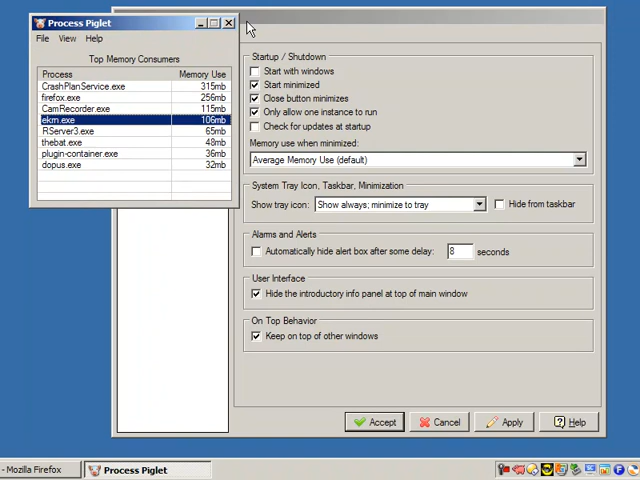 Process Piglet
File View Help
Top Memory Consumers
Process Memory Use
CrashPlanService.exe 315mb
firefox.exe 256mb
CamRecorder.exe 115mb
ekrn.exe 106mb
RServer3.exe 65mb
thebat.exe 48mb
plugin-container.exe 36mb
dopus.exe 32mb
Startup / Shutdown
Start with windows
Start minimized
Close button minimizes
Only allow one instance to run
Check for updates at startup
Memory use when minimized:
Average Memory Use (default)
System Tray Icon, Taskbar, Minimization
Show tray icon: Show always; minimize to tray Hide from taskbar
Alarms and Alerts
Automatically hide alert box after some delay: 8 seconds
User Interface
Hide the introductory info panel at top of main window
On Top Behavior
Keep on top of other windows
Accept Cancel Apply Help
- Mozilla Firefox Process Piglet